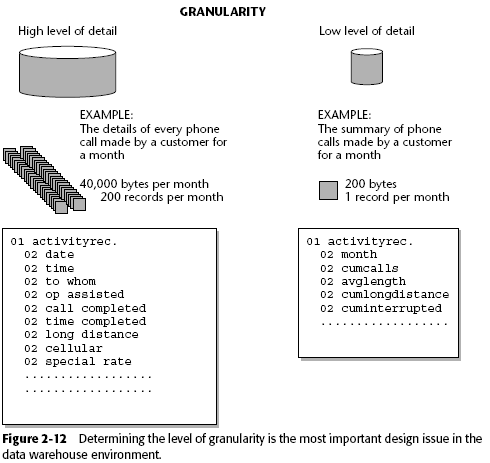 GRANULARITY
High level of detail
Low level of detail
EXAMPLE:
The details of every phone
call made by a customer for
a month
40,000 bytes per month
200 records per month
EXAMPLE:
The summary of phone
calls made by a customer
for a month
200 bytes
1 record per month
01 activityrec.
02 date
02 time
02 to whom
02 op assisted
02 call completed
02 time completed
02 long distance
02 cellular
02 special rate
..................
..................
01 activityrec.
02 month
02 cumcalls
02 avglength
02 cumlongdistance
02 cuminterrupted
..................
Figure 2-12 Determining the level of granularity is the most important design issue in the
data warehouse environment.